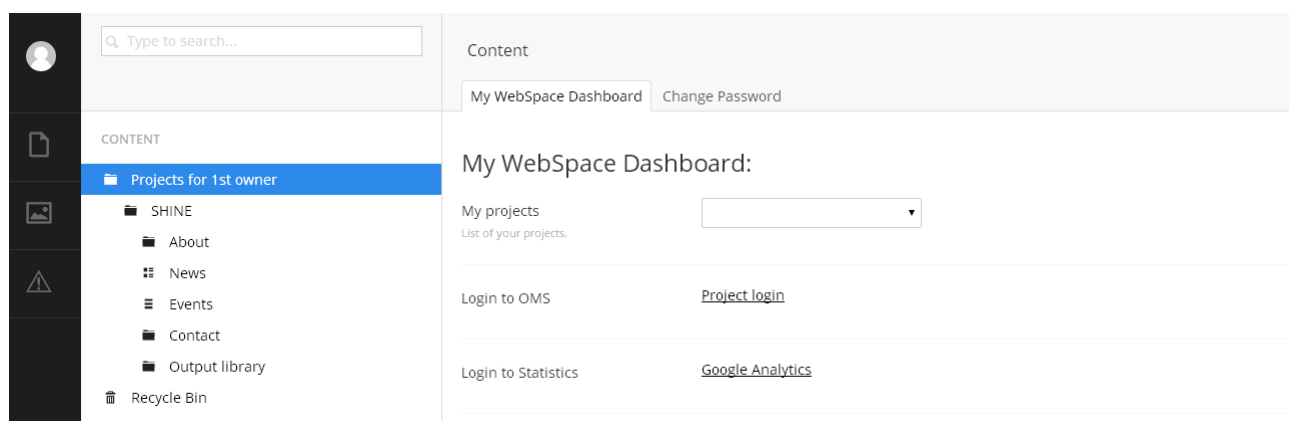 Type to search...
CONTENT
Projects for 1st owner
SHINE
About
News
Events
Contact
Output library
Recycle Bin
Content
My WebSpace Dashboard Change Password
My WebSpace Dashboard:
My projects
List of your projects.
Login to OMS Project login
Login to Statistics Google Analytics